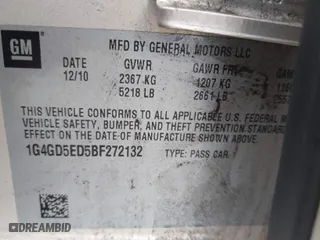 GM
MFD BY GENERAL MOTORS LLC
DATE GVWR GAWR FRT
12/10 2367 KG 1207 KG
5218 LB 2661 LB
THIS VEHICLE CONFORMS TO ALL APPLICABLE U.S. FEDERAL
VEHICLE SAFETY, BUMPER, AND THEFT PREVENTION STANDARDS
EFFECT ON THE DATE OF MANUFACTURE SHOWN ABOVE.
1G4GD5ED5BF272132 TYPE: PASS CAR
DREAMBID